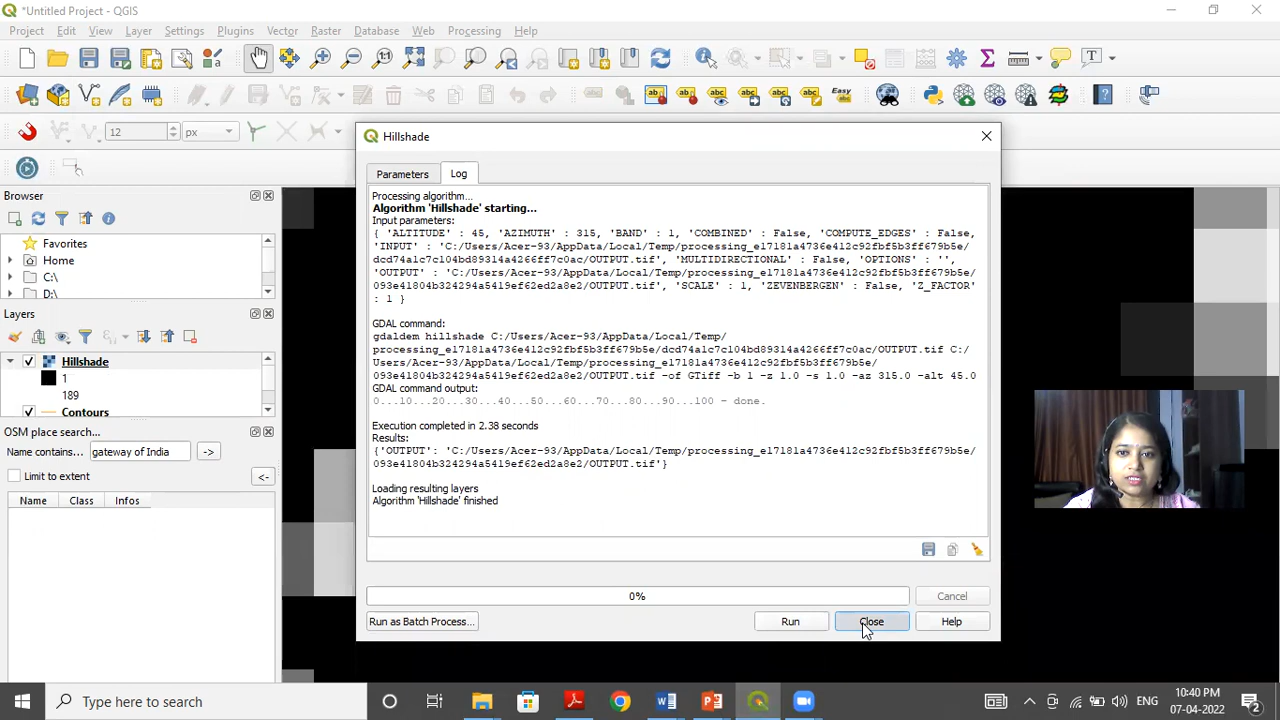 *Untitled Project - QGIS
Project Edit View Layer Settings Plugins Vector Raster Database Web Processing Help
12 px
Hillshade
Parameters Log
Processing algorithm…
Algorithm 'Hillshade' starting…
Input parameters:
{ 'ALTITUDE' : 45, 'AZIMUTH' : 315, 'BAND' : 1, 'COMBINED' : False, 'COMPUTE_EDGES' : False,
'INPUT' : 'C:/Users/Acer-93/AppData/Local/Temp/processing_e17181a4736e412c92fbf5b3ff679b5e/
dcd74a1c7c104bd89314a4266ff7c0ac/OUTPUT.tif', 'MULTIDIRECTIONAL' : False, 'OPTIONS' : '',
'OUTPUT' : 'C:/Users/Acer-93/AppData/Local/Temp/processing_e17181a4736e412c92fbf5b3ff679b5e/
093e41804b324294a5419ef62ed2a8e2/OUTPUT.tif', 'SCALE' : 1, 'ZEVENBERGEN' : False, 'Z_FACTOR'
: 1 }
GDAL command:
gdaldem hillshade C:/Users/Acer-93/AppData/Local/Temp/
processing_e17181a4736e412c92fbf5b3ff679b5e/dcd74a1c7c104bd89314a4266ff7c0ac/OUTPUT.tif C:/
Users/Acer-93/AppData/Local/Temp/processing_e17181a4736e412c92fbf5b3ff679b5e/
093e41804b324294a5419ef62ed2a8e2/OUTPUT.tif -of GTiff -b 1 -z 1.0 -s 1.0 -az 315.0 -alt 45.0
GDAL command output:
0...10...20...30...40...50...60...70...80...90...100 - done.
Execution completed in 2.38 seconds
Results:
{'OUTPUT': 'C:/Users/Acer-93/AppData/Local/Temp/processing_e17181a4736e412c92fbf5b3ff679b5e/
093e41804b324294a5419ef62ed2a8e2/OUTPUT.tif'}
Loading resulting layers
Algorithm 'Hillshade' finished
0% Cancel
Run as Batch Process… Run Close Help
Browser
Favorites
Home
C:\
D:\
Layers
Hillshade
1
189
Contours
OSM place search...
Name contains... gateway of India ->
Limit to extent <-
Name Class Infos
Type here to search
ENG
10:40 PM
07-04-2022
2
abc abc abc abc abc abc Easy abc